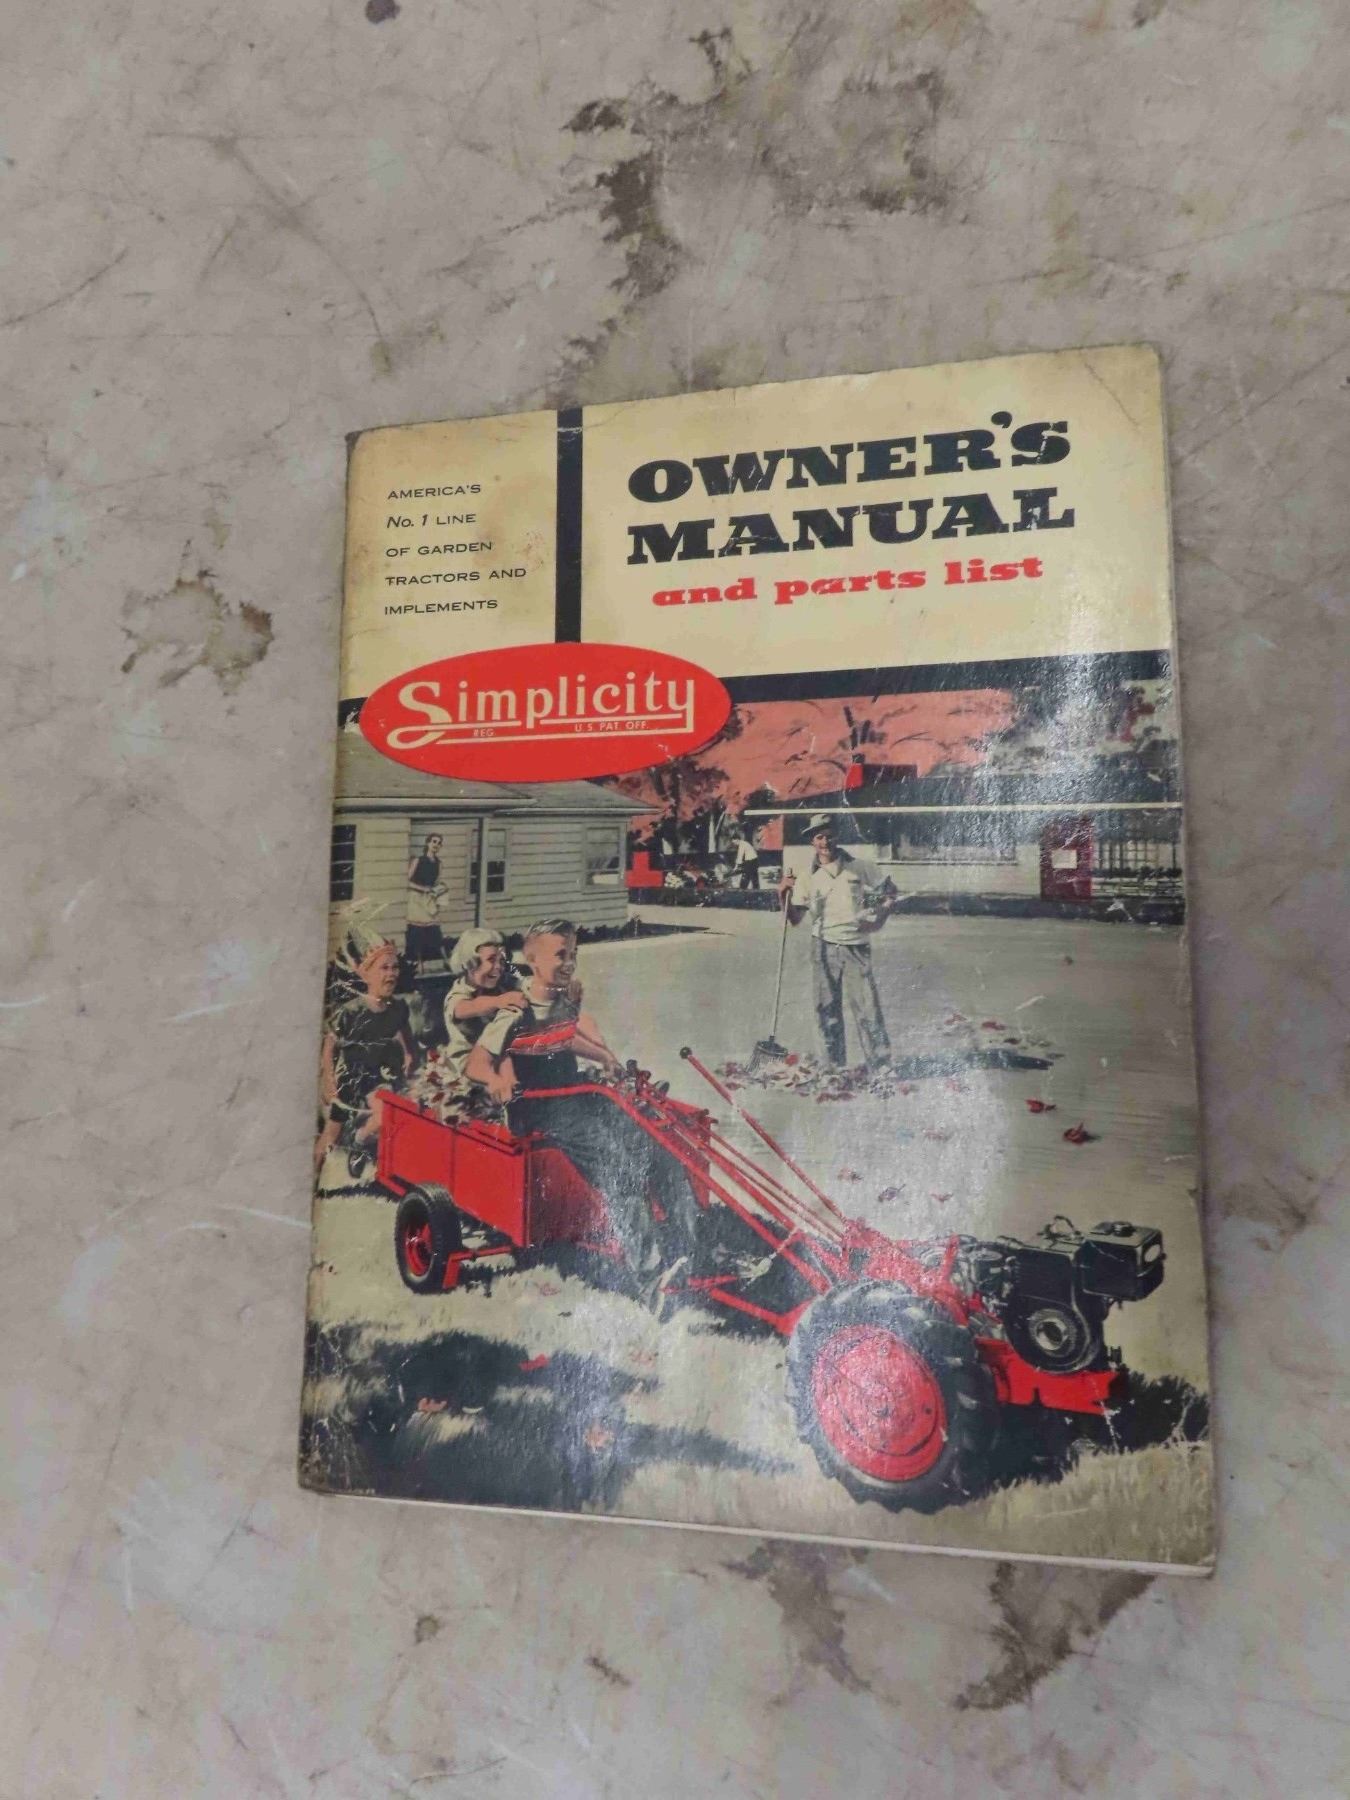 AMERICA'S
No. 1 LINE
OF GARDEN
TRACTORS AND
IMPLEMENTS
OWNER'S
MANUAL
and parts list
Simplicity
REG. U S PAT. OFF.